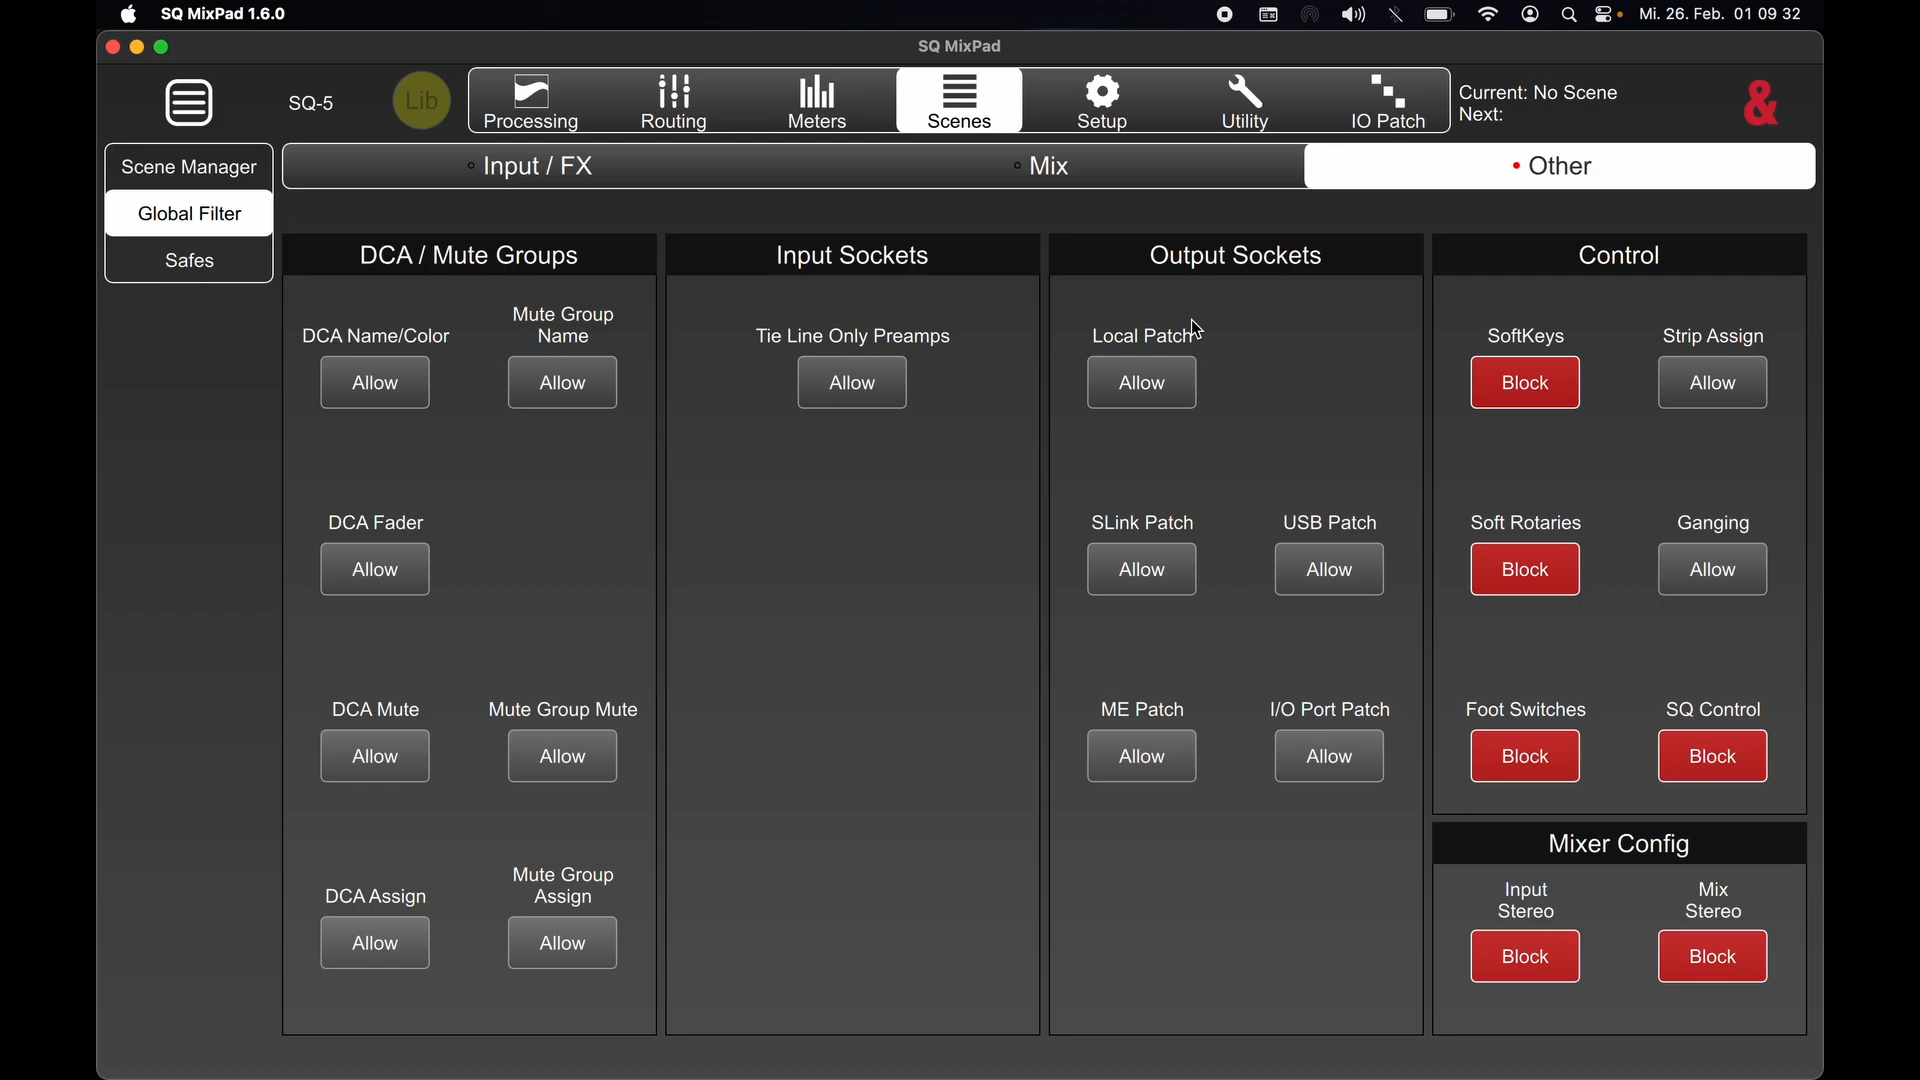 SQ MixPad 1.6.0
Mi. 26. Feb. 01 09 32
SQ MixPad
SQ-5
Lib
Processing
Routing
Meters
Scenes
Setup
Utility
IO Patch
Current: No Scene
Next:
&
Scene Manager
Global Filter
Safes
Input / FX
Mix
Other
DCA / Mute Groups
Input Sockets
Output Sockets
Control
DCA Name/Color
Allow
Mute Group
Name
Allow
Tie Line Only Preamps
Allow
Local Patch
Allow
SoftKeys
Block
Strip Assign
Allow
DCA Fader
Allow
SLink Patch
Allow
USB Patch
Allow
Soft Rotaries
Block
Ganging
Allow
DCA Mute
Allow
Mute Group Mute
Allow
ME Patch
Allow
I/O Port Patch
Allow
Foot Switches
Block
SQ Control
Block
DCA Assign
Allow
Mute Group
Assign
Allow
Mixer Config
Input
Stereo
Block
Mix
Stereo
Block